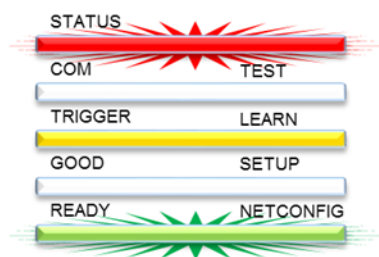 STATUS
COM TEST
TRIGGER LEARN
GOOD SETUP
READY NETCONFIG